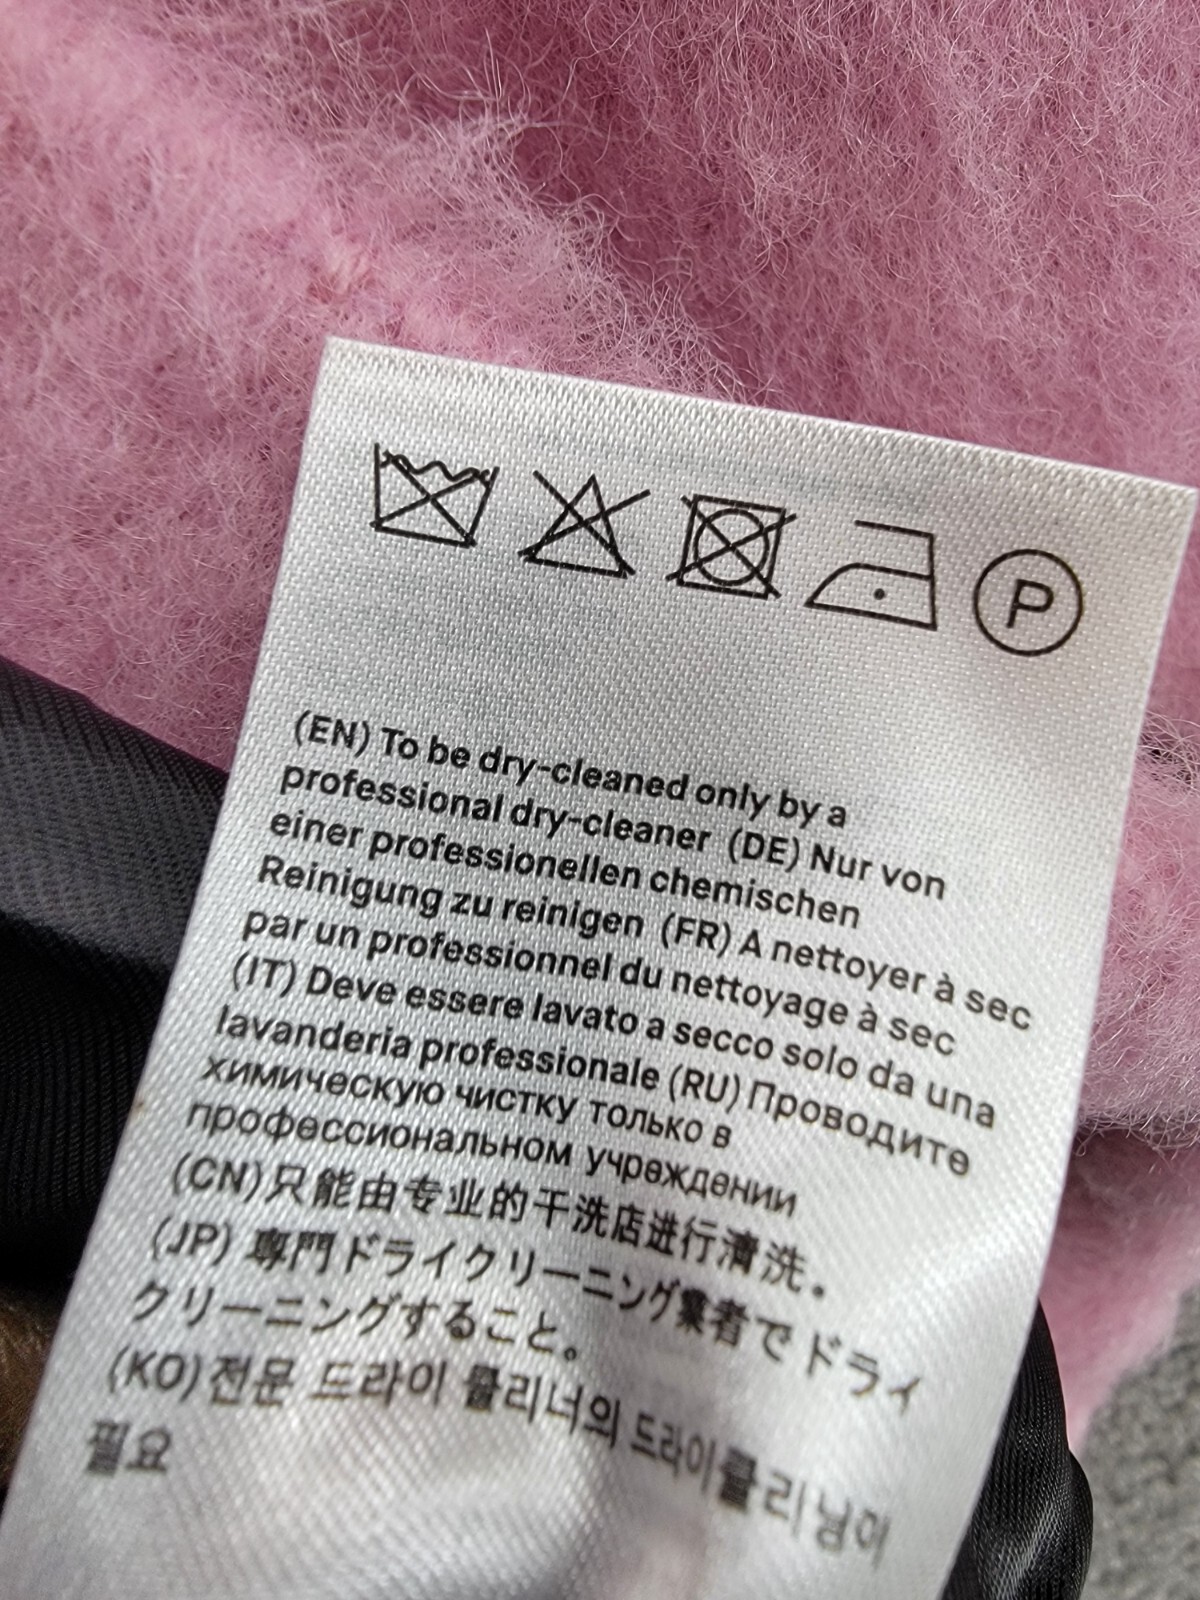 P
(EN) To be dry-cleaned only by a
professional dry-cleaner (DE) Nur von
einer professionellen chemischen
Reinigung zu reinigen (FR) A nettoyer à sec
par un professionnel du nettoyage à sec
(IT) Deve essere lavato a secco solo da una
lavanderia professionale (RU) Проводите
химическую чистку только в
профессиональном учреждении
(CN) 只能由专业的干洗店进行清洗.
(JP) 専門ドライクリーニング業者でドライ
クリーニングすること。
(KO) 전문 드라이 클리너의 드라이클리닝이
필요